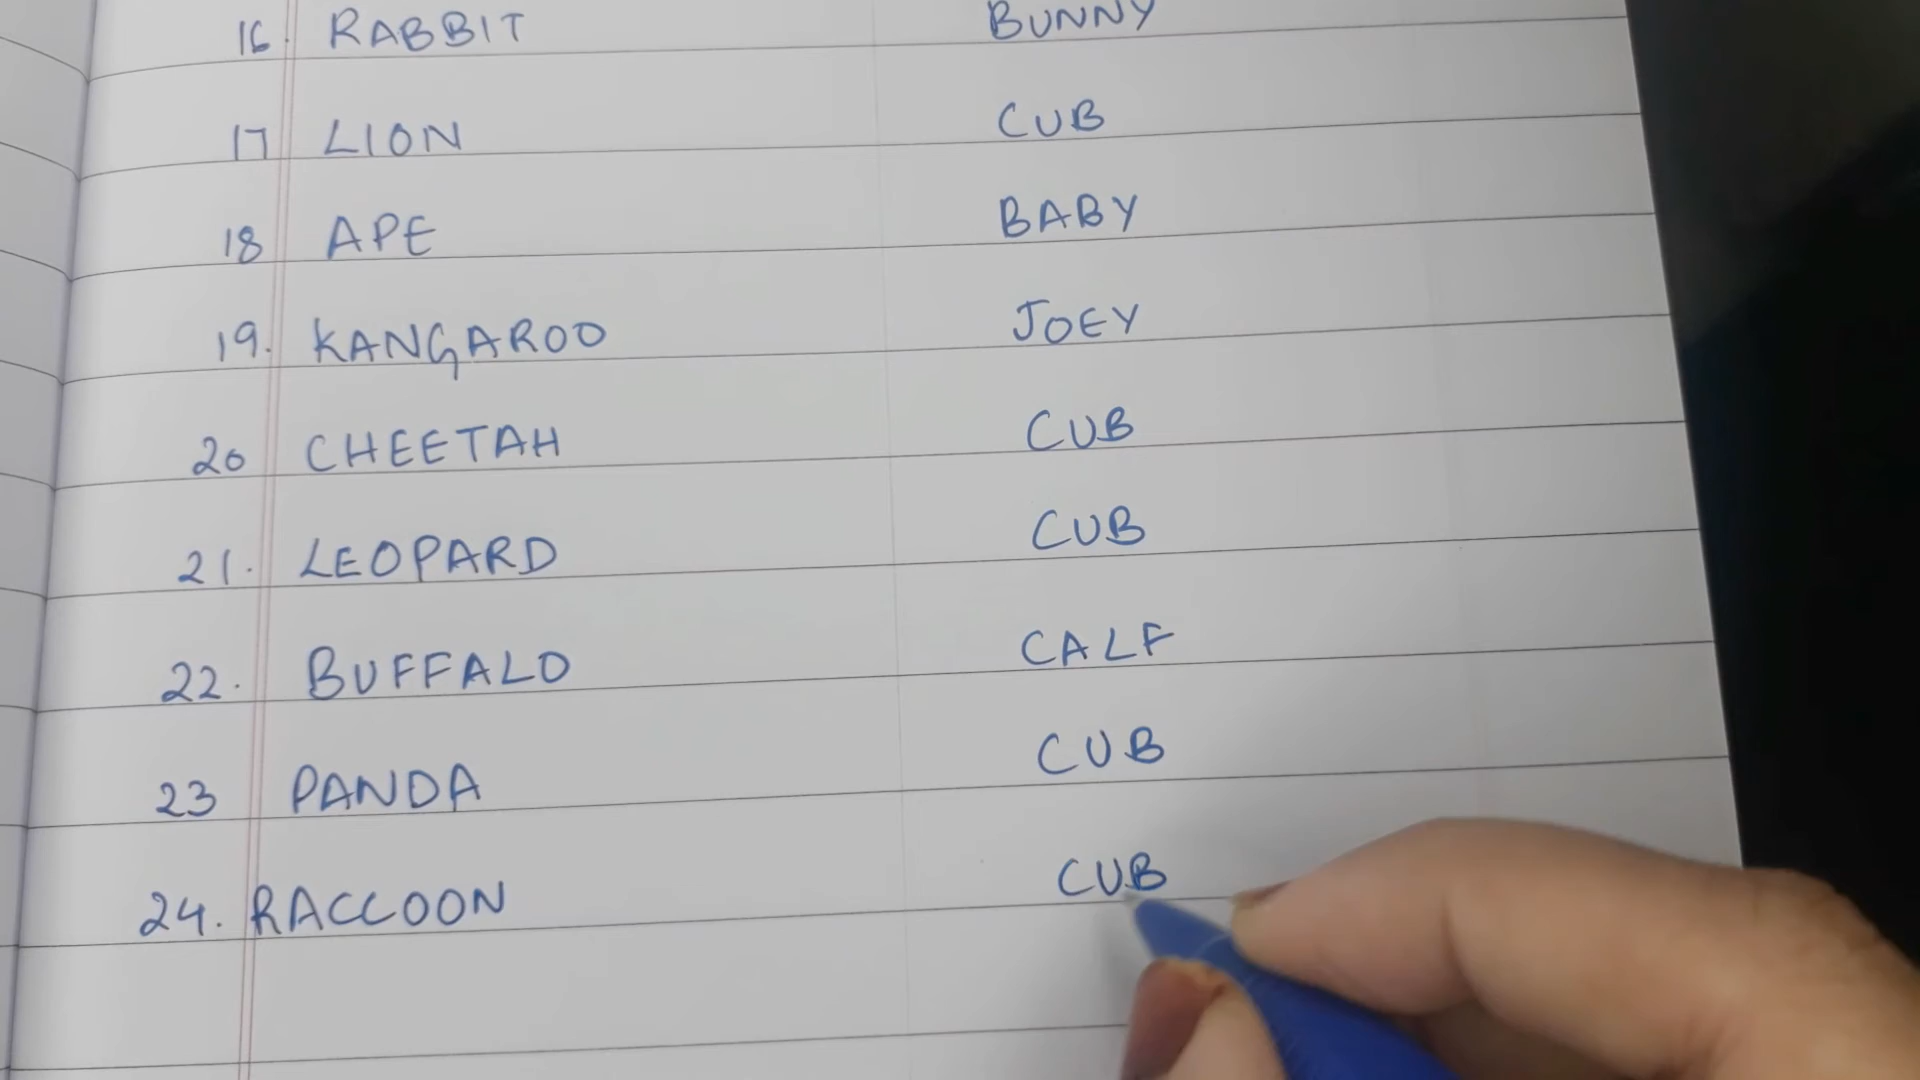 16. RABBIT BUNNY
17 LION CUB
18 APE BABY
19. KANGAROO JOEY
20 CHEETAH CUB
21. LEOPARD CUB
22. BUFFALO CALF
23 PANDA CUB
24. RACCOON CUB